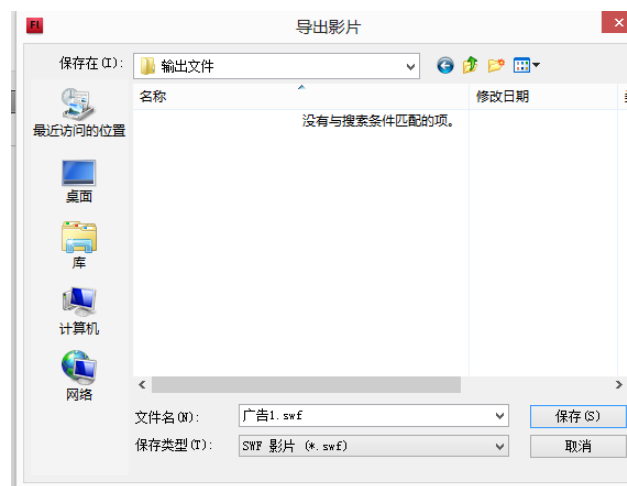 FL 导出影片
保存在(I): 输出文件
名称 修改日期
没有与搜索条件匹配的项。
最近访问的位置
桌面
库
计算机
网络
文件名(N): 广告1.swf 保存(S)
保存类型(T): SWF 影片 (*.swf) 取消